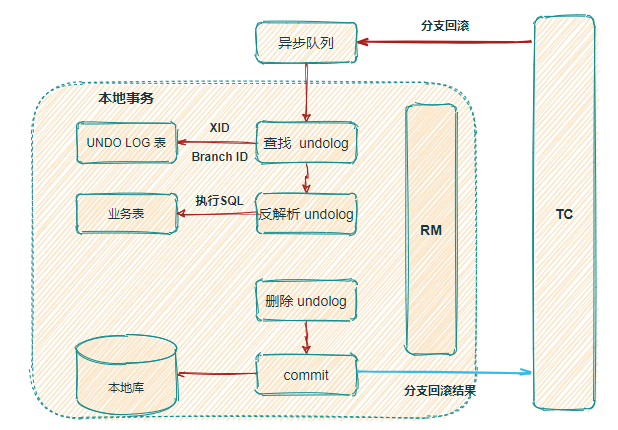 分支回滚
异步队列
本地事务
XID
UNDO LOG 表
查找 undolog
Branch ID
执行SQL
业务表
反解析 undolog
RM
TC
删除 undolog
commit
本地库
分支回滚结果